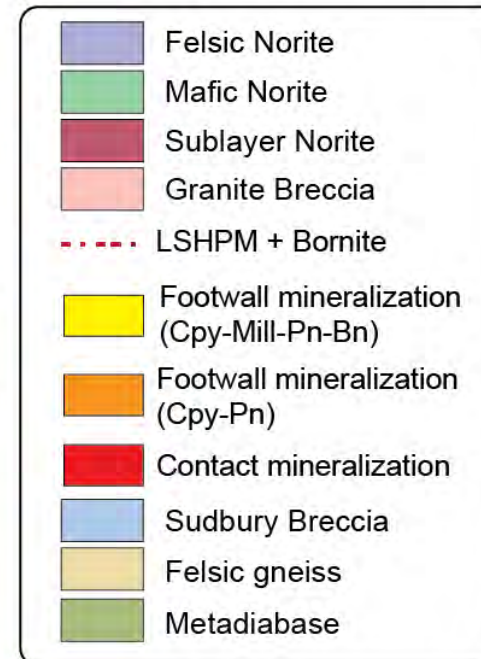 Felsic Norite
Mafic Norite
Sublayer Norite
Granite Breccia
LSHPM + Bornite
Footwall mineralization
(Cpy-Mill-Pn-Bn)
Footwall mineralization
(Cpy-Pn)
Contact mineralization
Sudbury Breccia
Felsic gneiss
Metadiabase